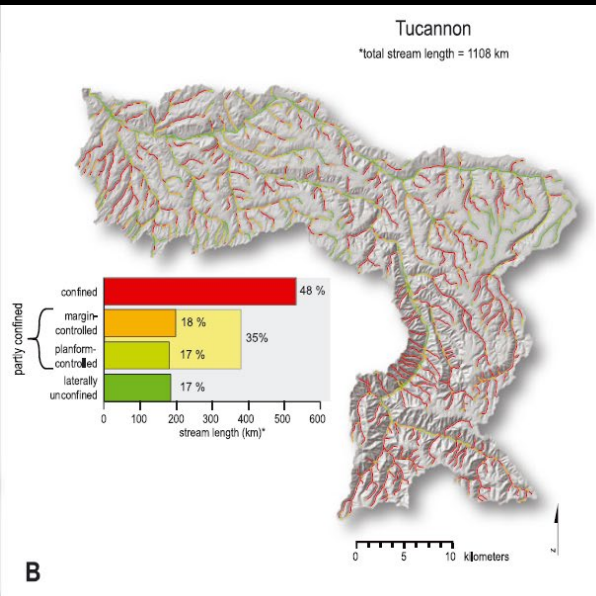 Tucannon
*total stream length = 1108 km
confined
48 %
partly confined
margin-
controlled
18 %
35%
planform-
controlled
17 %
laterally
unconfined
17 %
0 100 200 300 400 500 600
stream length (km)*
0 5 10 kilometers
z
B